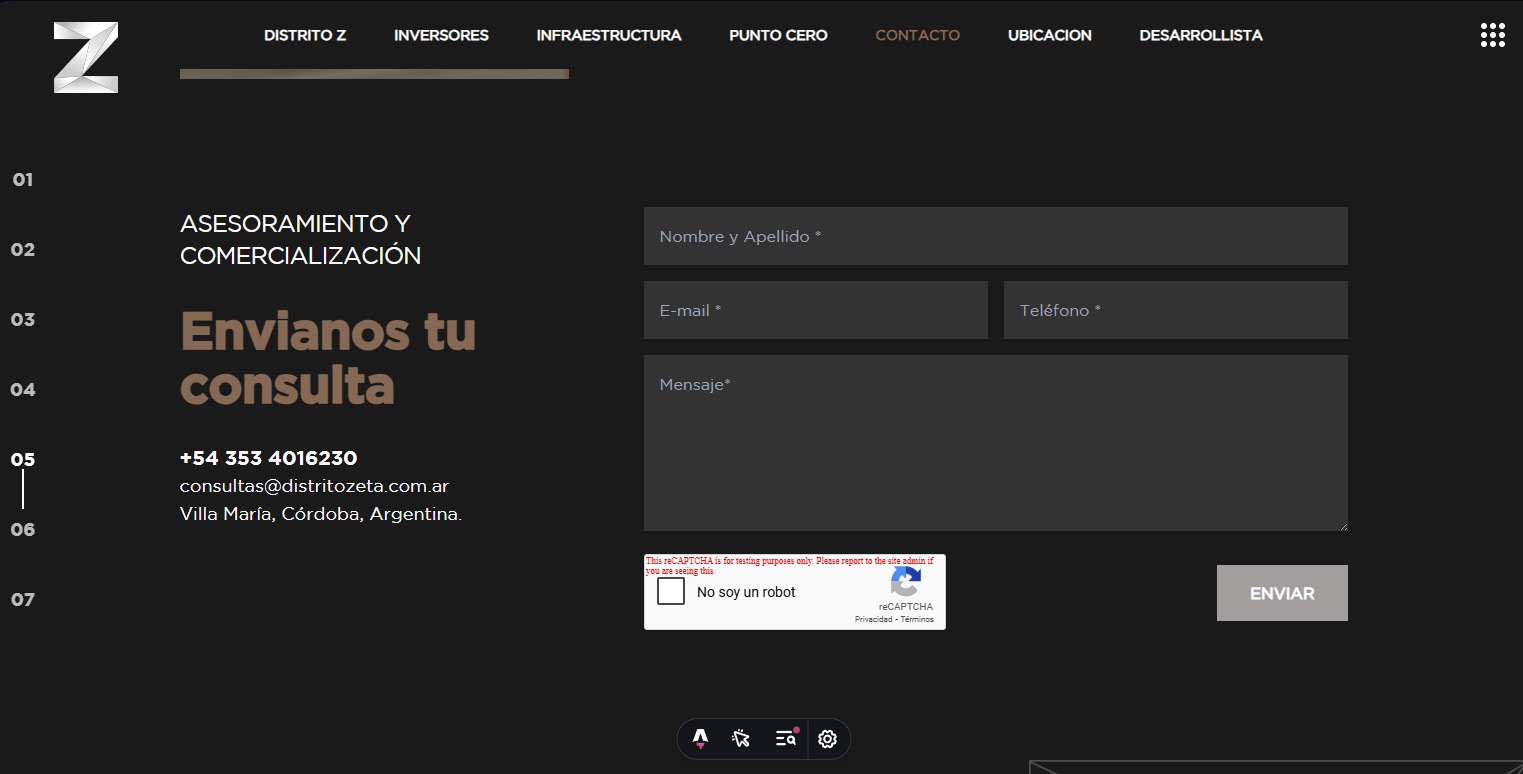 Z
DISTRITO Z
INVERSORES
INFRAESTRUCTURA
PUNTO CERO
CONTACTO
UBICACION
DESARROLLISTA
01
02
03
04
05
06
07
ASESORAMIENTO Y
COMERCIALIZACIÓN
Envianos tu
consulta
+54 353 4016230
consultas@distritozeta.com.ar
Villa María, Córdoba, Argentina.
Nombre y Apellido *
E-mail *
Teléfono *
Mensaje*
This reCAPTCHA is for testing purposes only. Please report to the site admin if
you are seeing this.
No soy un robot
reCAPTCHA
Privacidad - Términos
ENVIAR